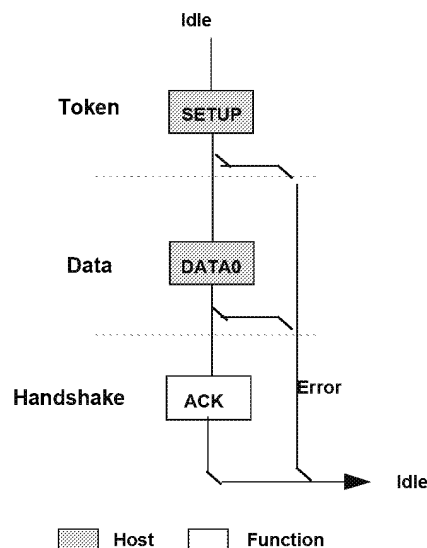 Idle
Token
SETUP
Data
DATA0
Handshake
ACK
Error
Idle
Host
Function